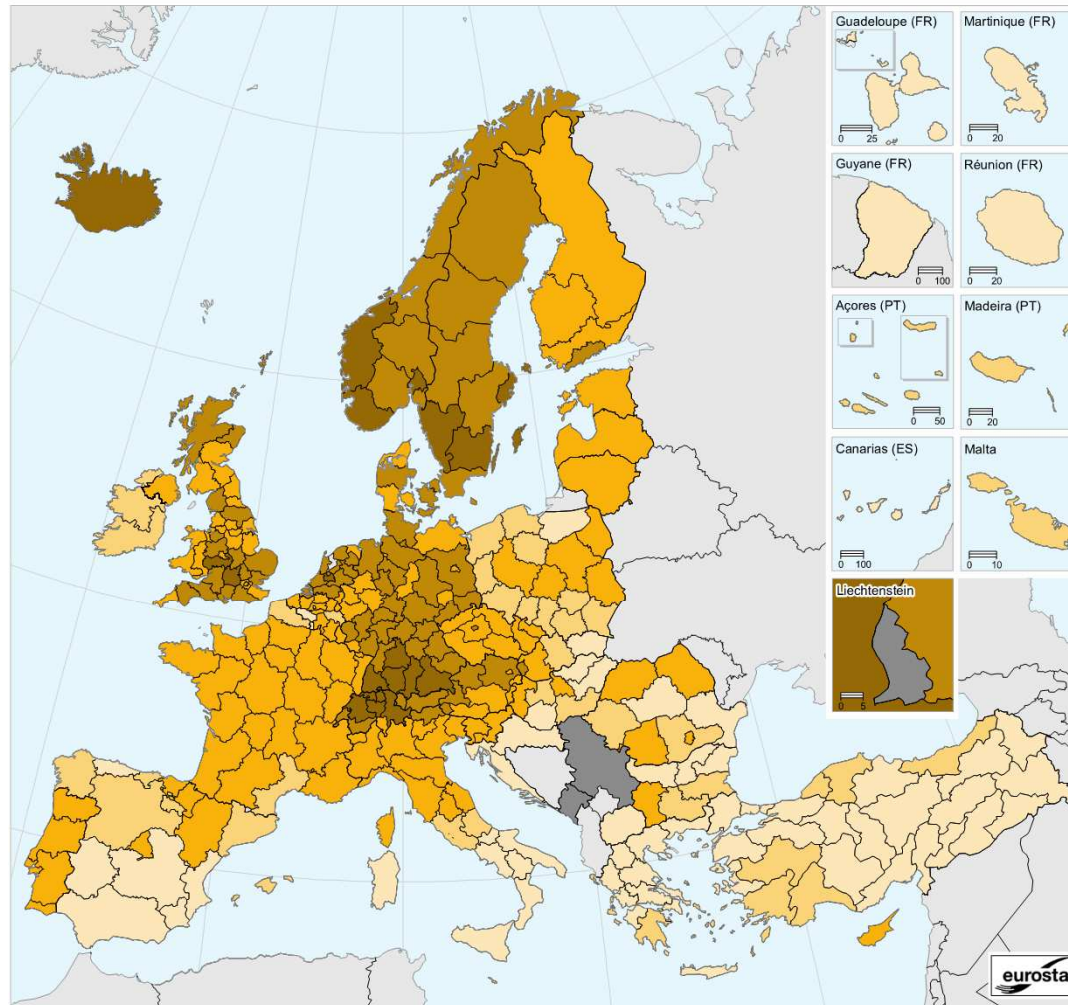 Guadeloupe (FR)
0 25
Martinique (FR)
0 20
Guyane (FR)
0 100
Réunion (FR)
0 20
Açores (PT)
0 50
Madeira (PT)
0 20
Canarias (ES)
0 100
Malta
0 10
Liechtenstein
0 5
eurosta